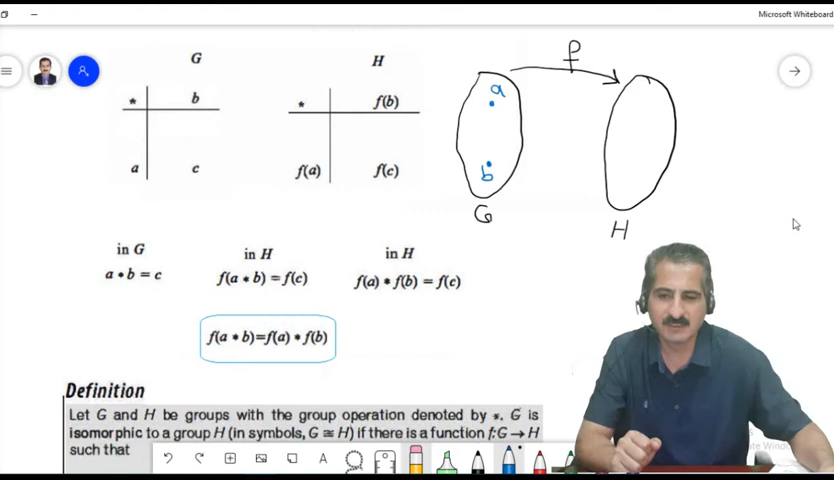 Microsoft Whiteboard
G
* b
a c
H
* f(b)
f(a) f(c)
f
a
b
G
H
in G
a * b = c
in H
f(a * b) = f(c)
in H
f(a) * f(b) = f(c)
f(a * b)=f(a) * f(b)
Definition
Let G and H be groups with the group operation denoted by *. G is
isomorphic to a group H (in symbols, G ≅ H) if there is a function f:G → H
such that
A